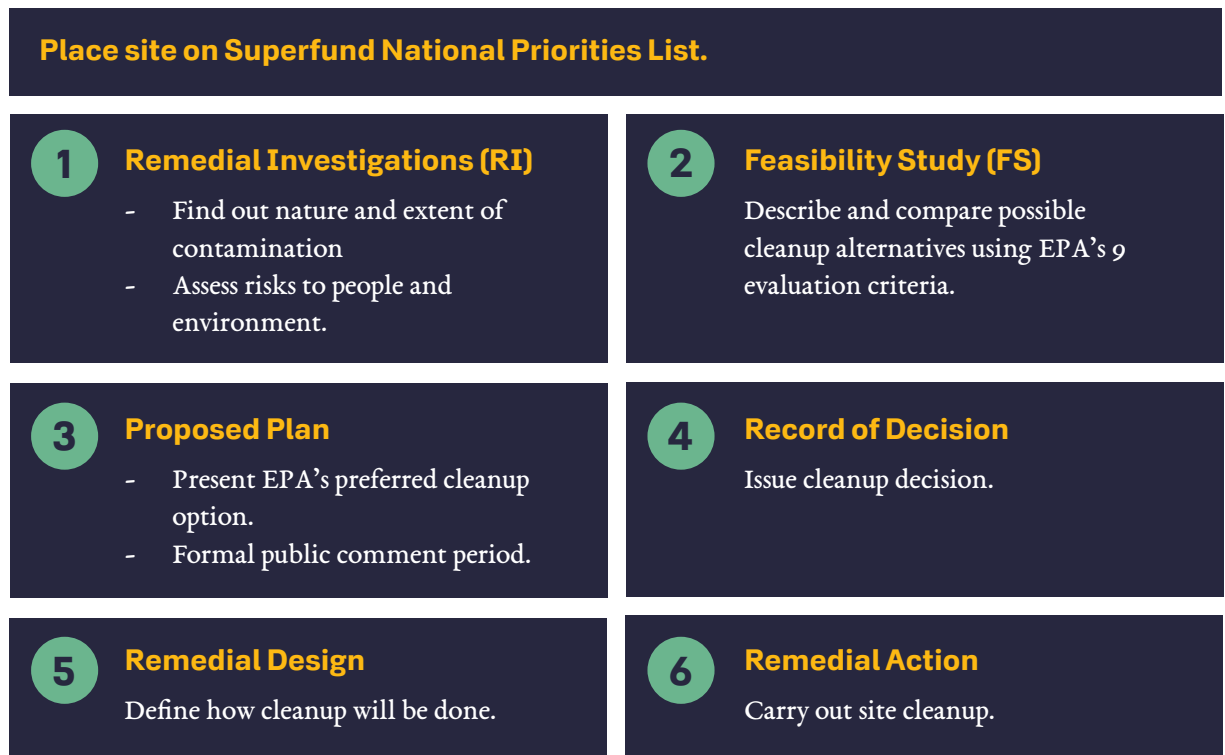 Place site on Superfund National Priorities List.
1
Remedial Investigations (RI)
- Find out nature and extent of
contamination
- Assess risks to people and
environment.
2
Feasibility Study (FS)
Describe and compare possible
cleanup alternatives using EPA’s 9
evaluation criteria.
3
Proposed Plan
- Present EPA’s preferred cleanup
option.
- Formal public comment period.
4
Record of Decision
Issue cleanup decision.
5
Remedial Design
Define how cleanup will be done.
6
Remedial Action
Carry out site cleanup.